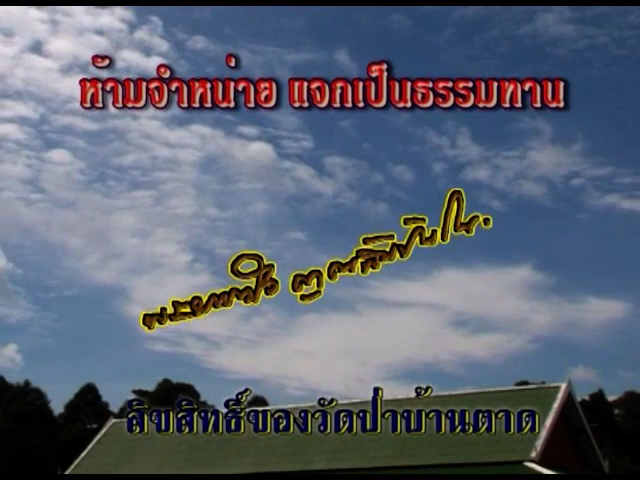 ห้ามจำหน่าย แจกเป็นธรรมทาน
ลิขสิทธิ์ของวัดป่าบ้านตาด